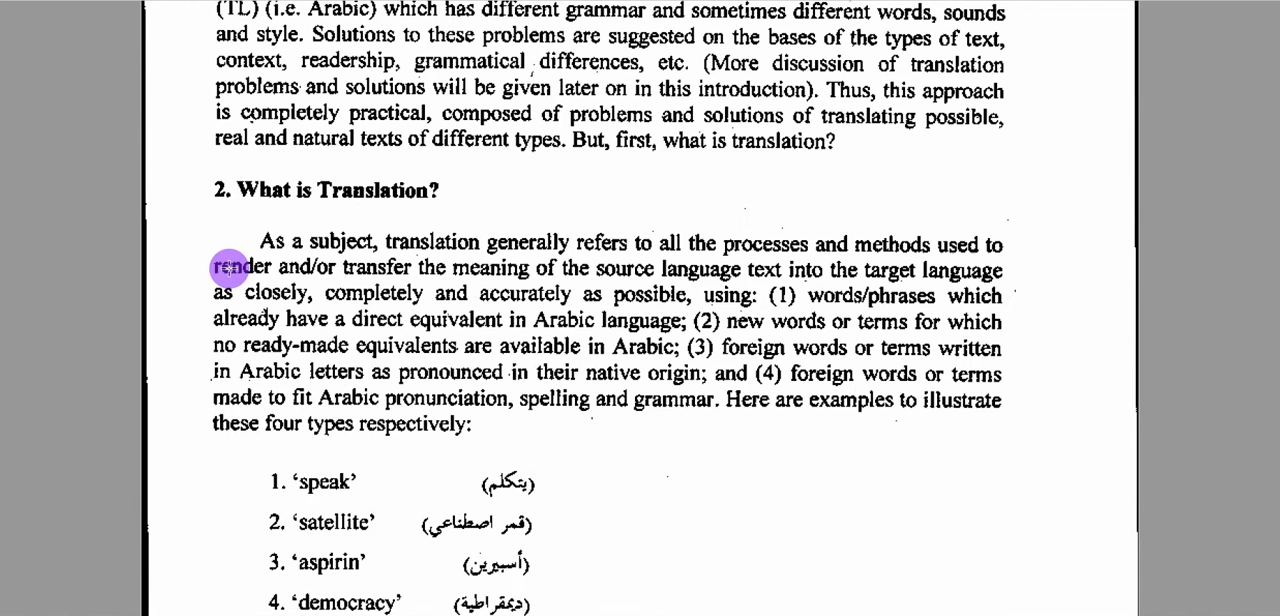 (TL) (i.e. Arabic) which has different grammar and sometimes different words, sounds
and style. Solutions to these problems are suggested on the bases of the types of text,
context, readership, grammatical differences, etc. (More discussion of translation
problems and solutions will be given later on in this introduction). Thus, this approach
is completely practical, composed of problems and solutions of translating possible,
real and natural texts of different types. But, first, what is translation?
2. What is Translation?
As a subject, translation generally refers to all the processes and methods used to
render and/or transfer the meaning of the source language text into the target language
as closely, completely and accurately as possible, using: (1) words/phrases which
already have a direct equivalent in Arabic language; (2) new words or terms for which
no ready-made equivalents are available in Arabic; (3) foreign words or terms written
in Arabic letters as pronounced in their native origin; and (4) foreign words or terms
made to fit Arabic pronunciation, spelling and grammar. Here are examples to illustrate
these four types respectively:
1. ‘speak’ (يتكلم)
2. ‘satellite’ (قمر اصطناعي)
3. ‘aspirin’ (أسبيرين)
4. ‘democracy’ (ديمقراطية)